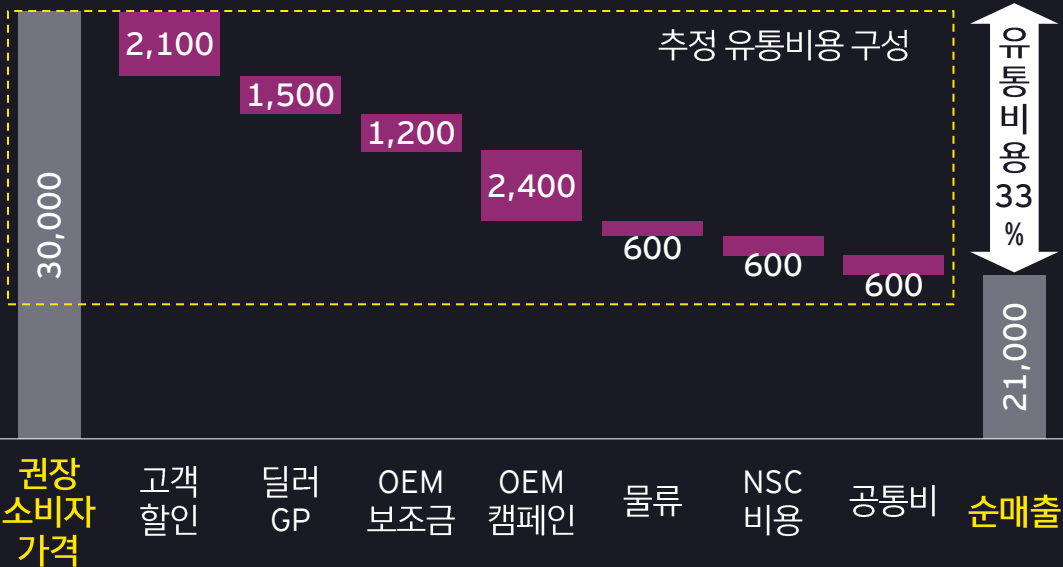 추정 유통비용 구성
30,000
2,100
1,500
1,200
2,400
600
600
600
유
통
비
용
33
%
21,000
권장
소비자
가격
고객
할인
딜러
GP
OEM
보조금
OEM
캠페인
물류
NSC
비용
공통비
순매출